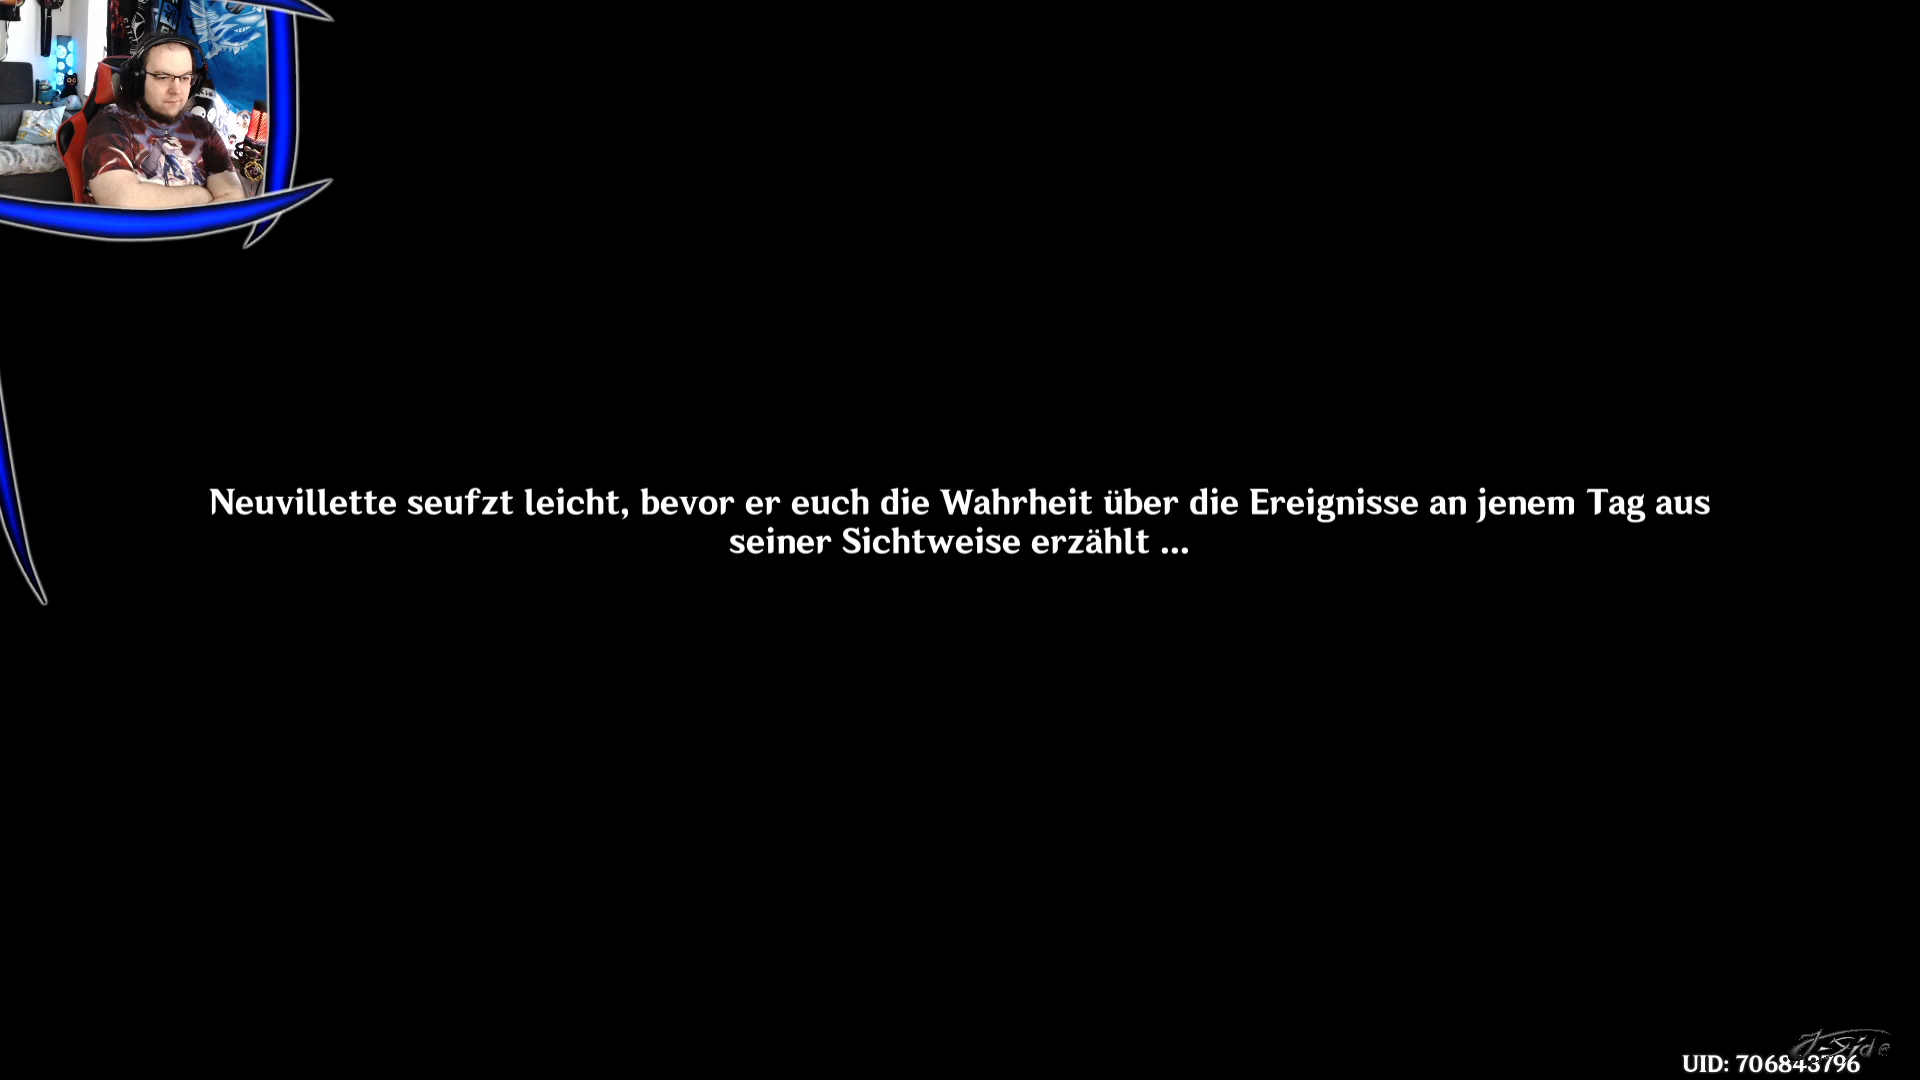 Neuvillette seufzt leicht, bevor er euch die Wahrheit über die Ereignisse an jenem Tag aus
seiner Sichtweise erzählt ...
J-Side
UID: 706843796